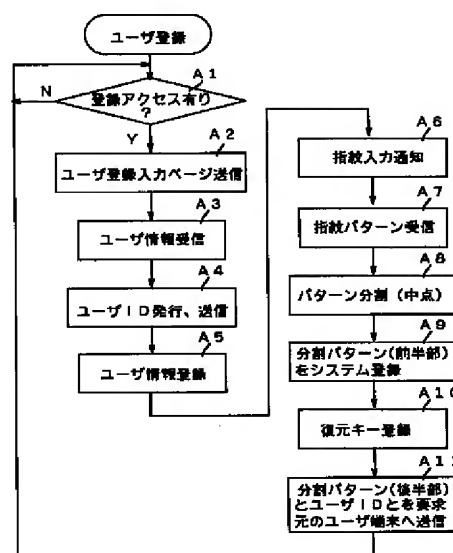 ユーザ登録
A1
N
登録アクセス有り
?
Y
A2
ユーザ登録入力ページ送信
A3
ユーザ情報受信
A4
ユーザID発行、送信
A5
ユーザ情報登録
A6
指紋入力通知
A7
指紋パターン受信
A8
パターン分割(中点)
A9
分割パターン(前半部)
をシステム登録
A10
復元キー登録
A11
分割パターン(後半部)
とユーザIDとを要求
元のユーザ端末へ送信